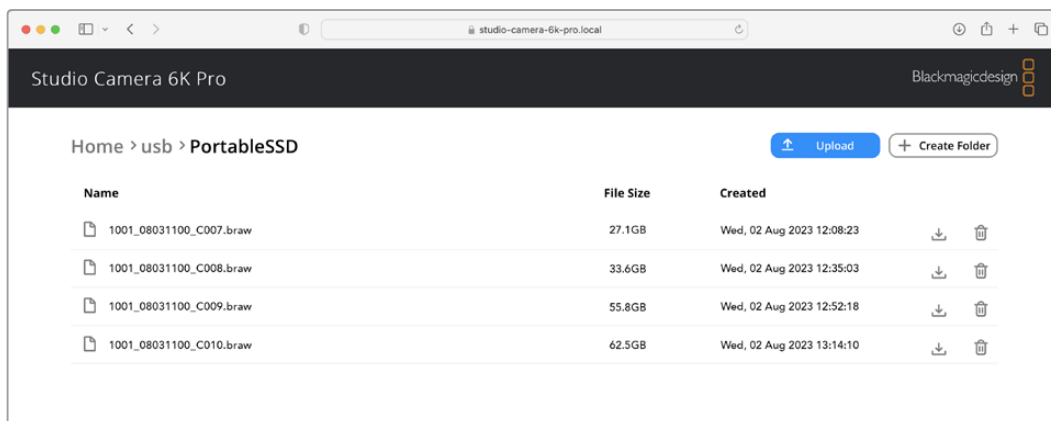 studio-camera-6k-pro.local
Studio Camera 6K Pro
Blackmagicdesign
Home > usb > PortableSSD
Upload
+ Create Folder
Name File Size Created
1001_08031100_C007.braw 27.1GB Wed, 02 Aug 2023 12:08:23
1001_08031100_C008.braw 33.6GB Wed, 02 Aug 2023 12:35:03
1001_08031100_C009.braw 55.8GB Wed, 02 Aug 2023 12:52:18
1001_08031100_C010.braw 62.5GB Wed, 02 Aug 2023 13:14:10